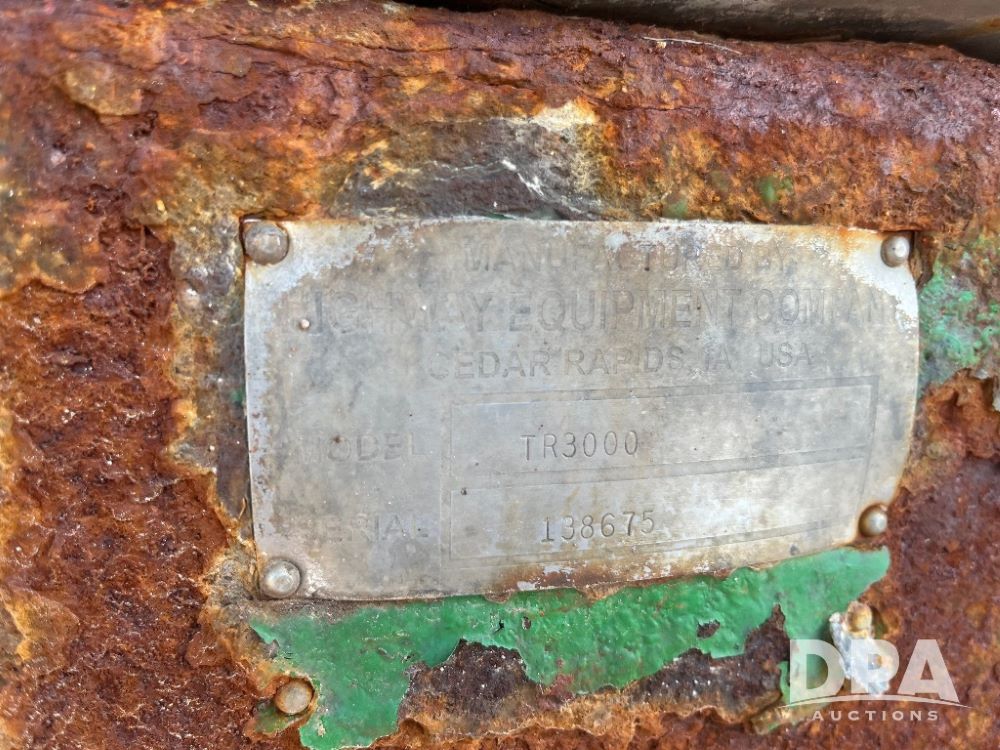 MANUFACTURED BY
HIGHWAY EQUIPMENT COMPANY
CEDAR RAPIDS, IA USA
MODEL TR3000
SERIAL 138675
DPA
AUCTIONS